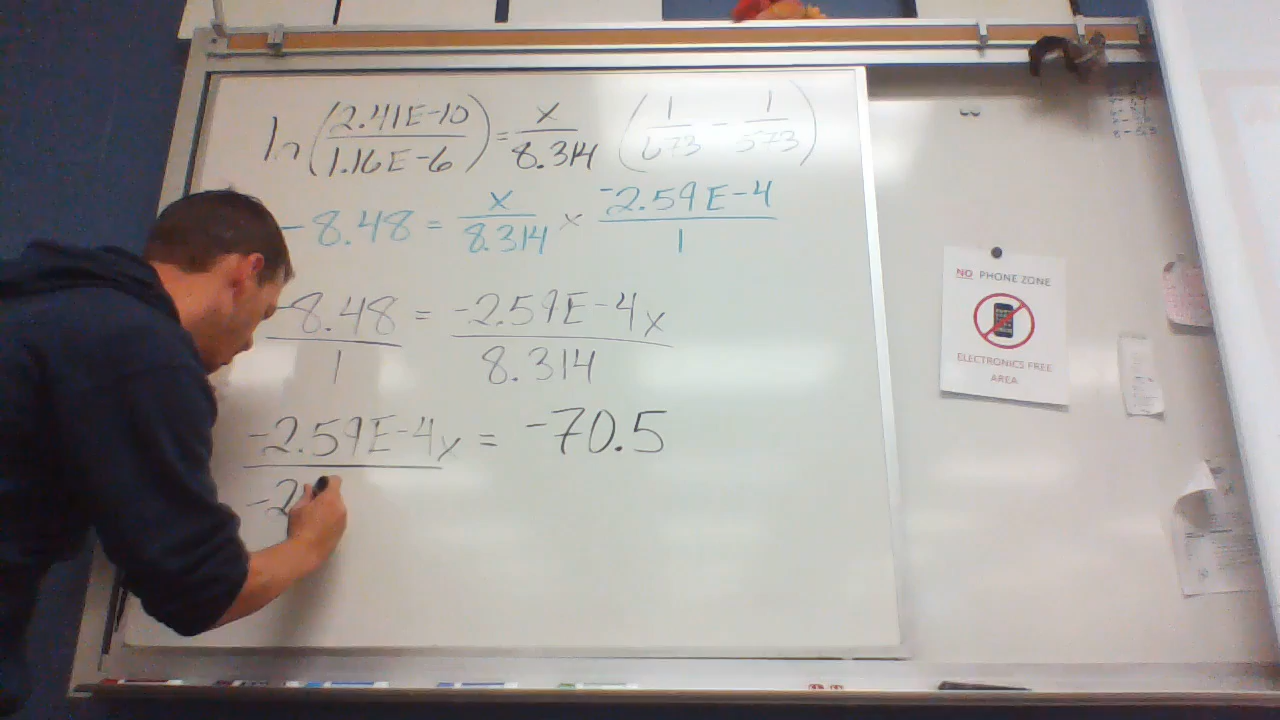 ln(2.41E-10/1.16E-6) = x/8.314 (1/673 - 1/573)
-8.48 = x/8.314 x -2.59E-4/1
-8.48/1 = -2.59E-4x/8.314
-2.59E-4x = -70.5
-2
NO PHONE ZONE
ELECTRONICS FREE
AREA